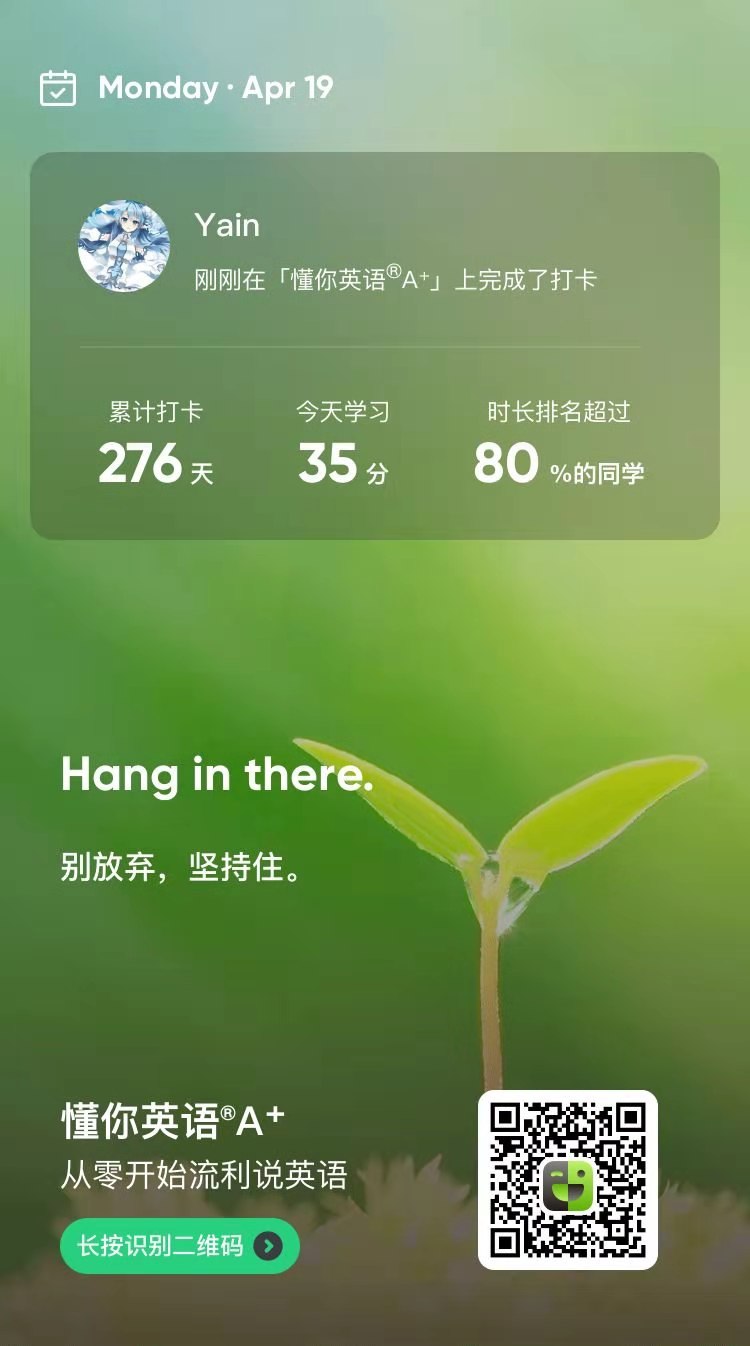 Monday · Apr 19
Yain
刚刚在「懂你英语®A⁺」上完成了打卡
累计打卡 今天学习 时长排名超过
276 天 35 分 80 %的同学
Hang in there.
别放弃，坚持住。
懂你英语®A⁺
从零开始流利说英语
长按识别二维码